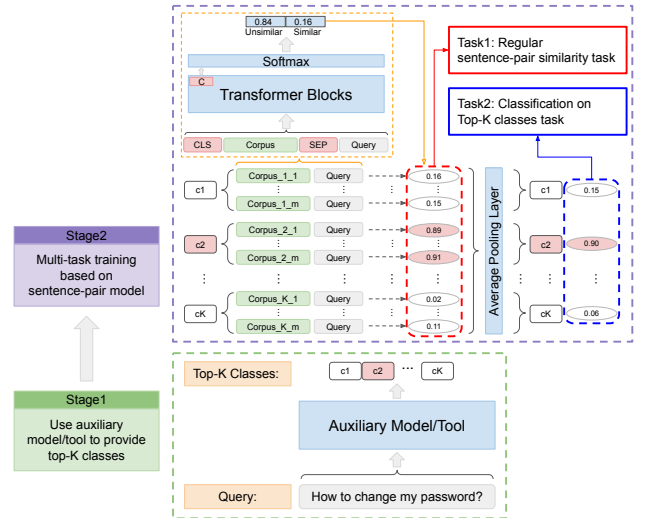 0.84 0.16
Unsimilar Similar
Softmax
C
Transformer Blocks
CLS Corpus SEP Query
Task1: Regular
sentence-pair similarity task
Task2: Classification on
Top-K classes task
c1 Corpus_1_1 Query 0.16
Corpus_1_m Query 0.15
c2 Corpus_2_1 Query 0.89
Corpus_2_m Query 0.91
cK Corpus_K_1 Query 0.02
Corpus_K_m Query 0.11
Average Pooling Layer
c1 0.15
c2 0.90
cK 0.06
Stage2
Multi-task training
based on
sentence-pair model
Stage1
Use auxiliary
model/tool to provide
top-K classes
Top-K Classes: c1 c2 ... cK
Auxiliary Model/Tool
Query: How to change my password?